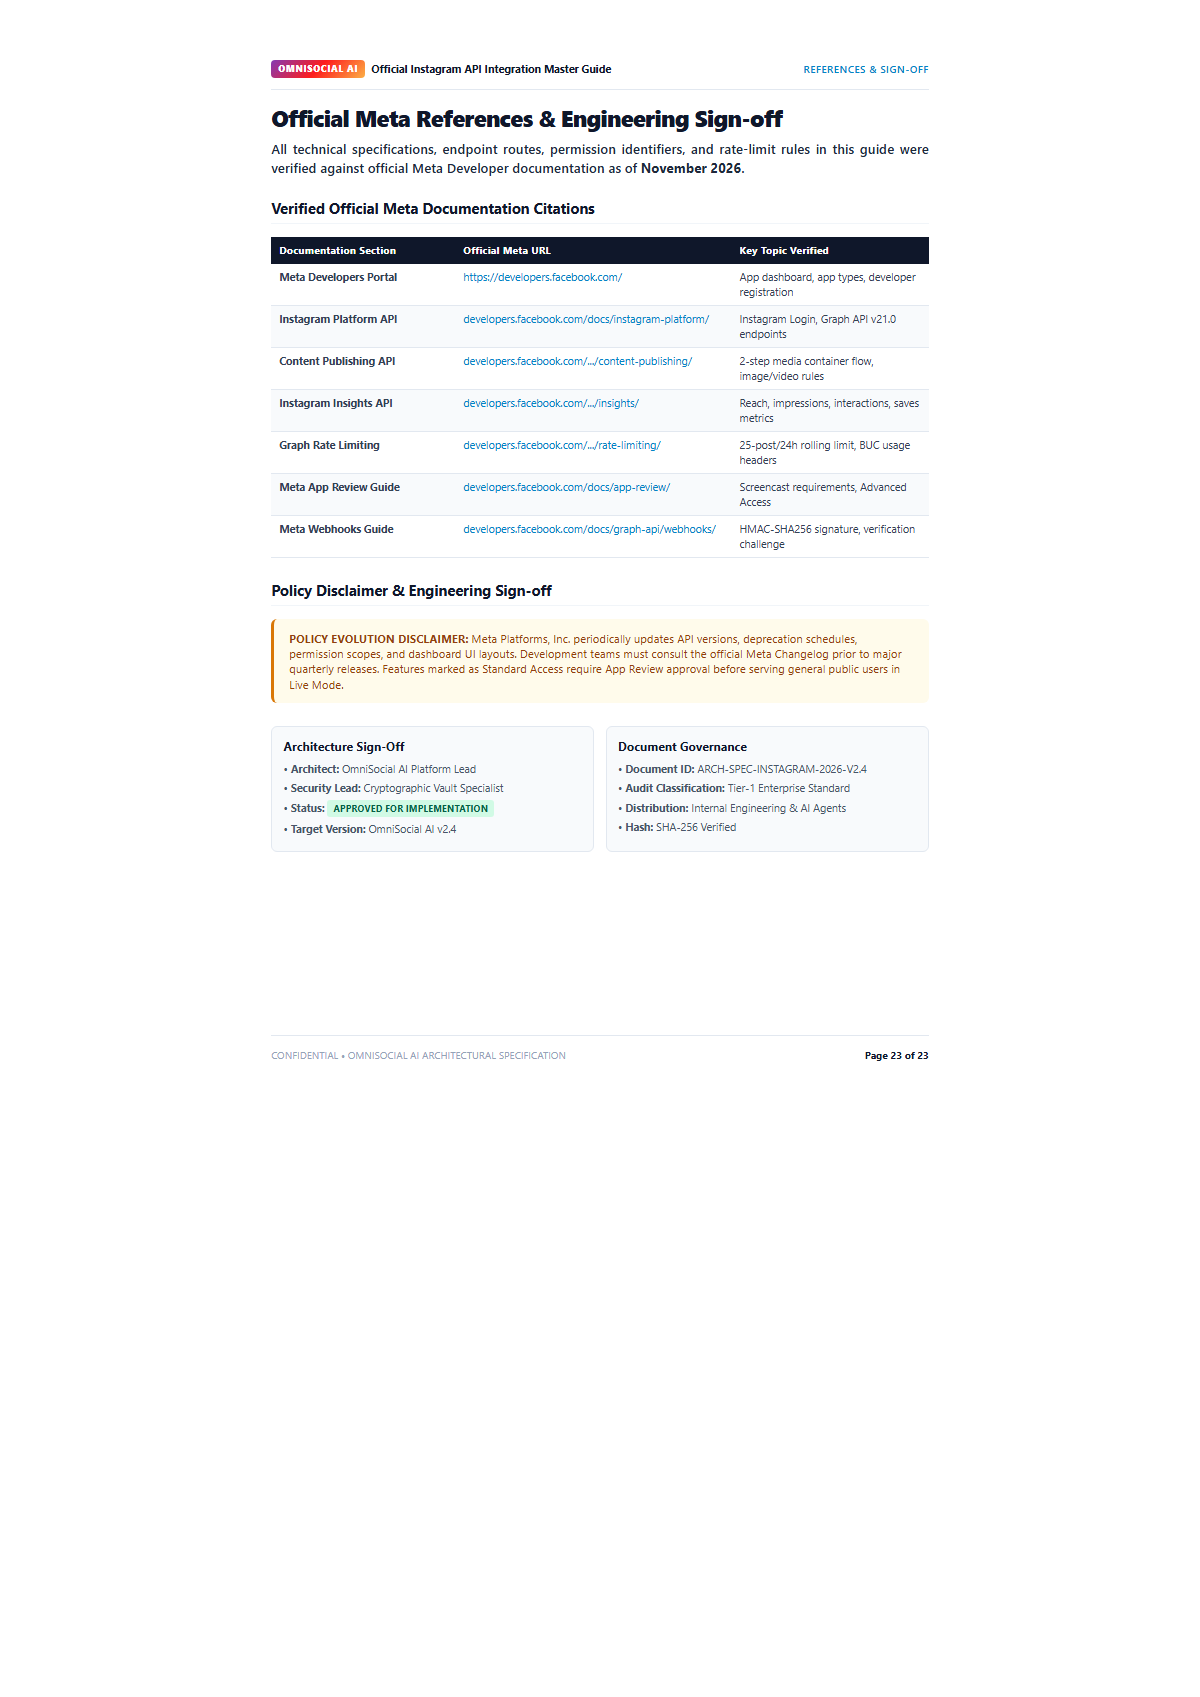 OMNISOCIAL AI Official Instagram API Integration Master Guide REFERENCES & SIGN-OFF
Official Meta References & Engineering Sign-off
All technical specifications, endpoint routes, permission identifiers, and rate-limit rules in this guide were
verified against official Meta Developer documentation as of November 2026.
Verified Official Meta Documentation Citations
Documentation Section Official Meta URL Key Topic Verified
Meta Developers Portal https://developers.facebook.com/ App dashboard, app types, developer
registration
Instagram Platform API developers.facebook.com/docs/instagram-platform/ Instagram Login, Graph API v21.0
endpoints
Content Publishing API developers.facebook.com/.../content-publishing/ 2-step media container flow,
image/video rules
Instagram Insights API developers.facebook.com/.../insights/ Reach, impressions, interactions, saves
metrics
Graph Rate Limiting developers.facebook.com/.../rate-limiting/ 25-post/24h rolling limit, BUC usage
headers
Meta App Review Guide developers.facebook.com/docs/app-review/ Screencast requirements, Advanced
Access
Meta Webhooks Guide developers.facebook.com/docs/graph-api/webhooks/ HMAC-SHA256 signature, verification
challenge
Policy Disclaimer & Engineering Sign-off
POLICY EVOLUTION DISCLAIMER: Meta Platforms, Inc. periodically updates API versions, deprecation schedules,
permission scopes, and dashboard UI layouts. Development teams must consult the official Meta Changelog prior to major
quarterly releases. Features marked as Standard Access require App Review approval before serving general public users in
Live Mode.
Architecture Sign-Off
• Architect: OmniSocial AI Platform Lead
• Security Lead: Cryptographic Vault Specialist
• Status: APPROVED FOR IMPLEMENTATION
• Target Version: OmniSocial AI v2.4
Document Governance
• Document ID: ARCH-SPEC-INSTAGRAM-2026-V2.4
• Audit Classification: Tier-1 Enterprise Standard
• Distribution: Internal Engineering & AI Agents
• Hash: SHA-256 Verified
CONFIDENTIAL • OMNISOCIAL AI ARCHITECTURAL SPECIFICATION Page 23 of 23